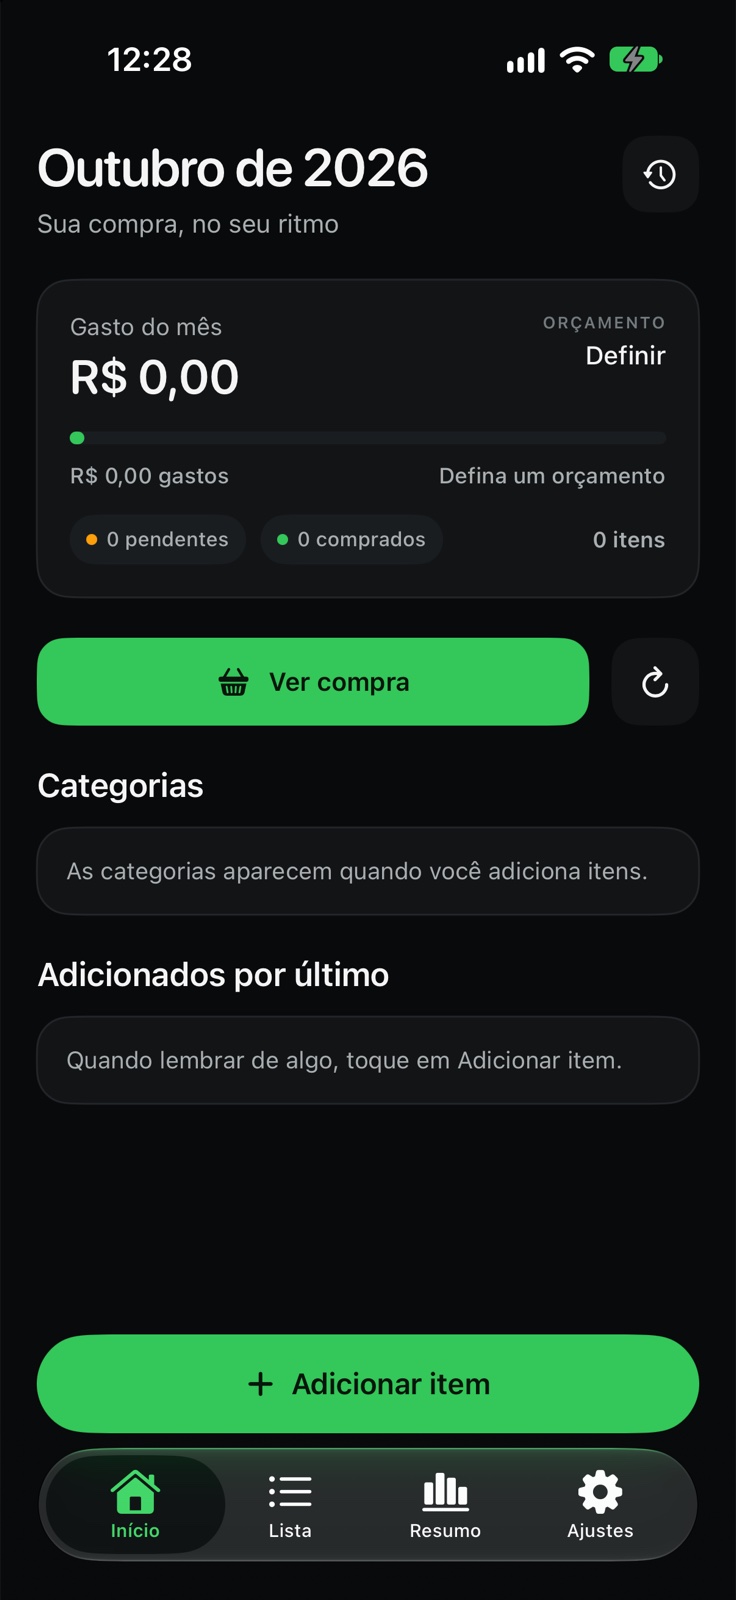 12:28
Outubro de 2026
Sua compra, no seu ritmo
Gasto do mês
ORÇAMENTO
R$ 0,00
Definir
R$ 0,00 gastos
Defina um orçamento
0 pendentes
0 comprados
0 itens
Ver compra
Categorias
As categorias aparecem quando você adiciona itens.
Adicionados por último
Quando lembrar de algo, toque em Adicionar item.
+ Adicionar item
Início
Lista
Resumo
Ajustes